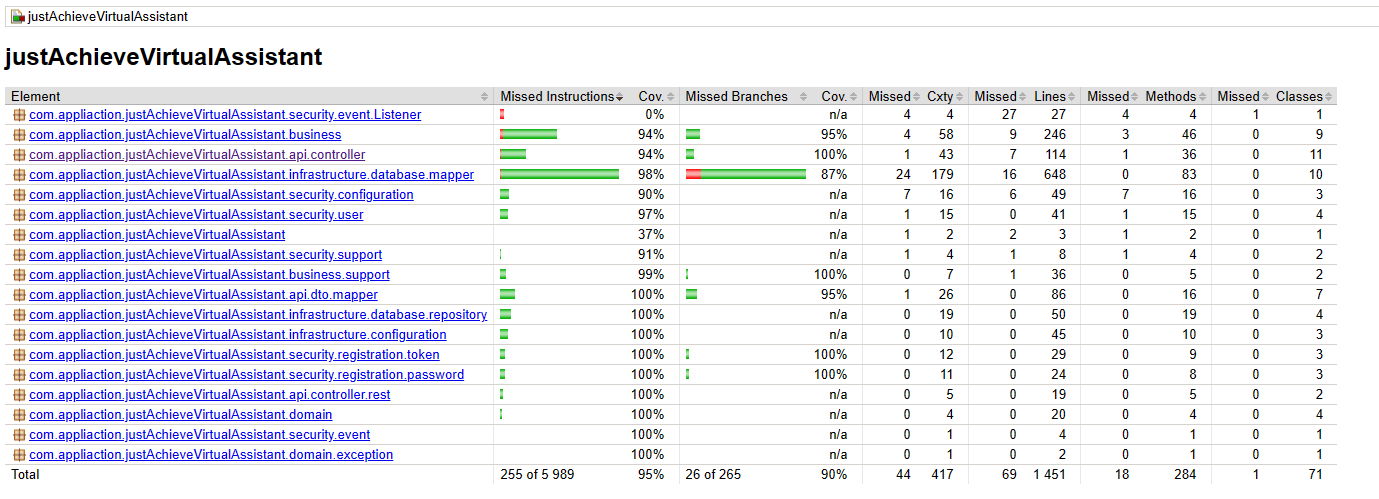 justAchieveVirtualAssistant
justAchieveVirtualAssistant
Element Missed Instructions Cov. Missed Branches Cov. Missed Cxty Missed Lines Missed Methods Missed Classes
com.appliaction.justAchieveVirtualAssistant.security.event.Listener 0% n/a 4 4 27 27 4 4 1 1
com.appliaction.justAchieveVirtualAssistant.business 94% 95% 4 58 9 246 3 46 0 9
com.appliaction.justAchieveVirtualAssistant.api.controller 94% 100% 1 43 7 114 1 36 0 11
com.appliaction.justAchieveVirtualAssistant.infrastructure.database.mapper 98% 87% 24 179 16 648 0 83 0 10
com.appliaction.justAchieveVirtualAssistant.security.configuration 90% n/a 7 16 6 49 7 16 0 3
com.appliaction.justAchieveVirtualAssistant.security.user 97% n/a 1 15 0 41 1 15 0 4
com.appliaction.justAchieveVirtualAssistant 37% n/a 1 2 2 3 1 2 0 1
com.appliaction.justAchieveVirtualAssistant.security.support 91% n/a 1 4 1 8 1 4 0 2
com.appliaction.justAchieveVirtualAssistant.business.support 99% 100% 0 7 1 36 0 5 0 2
com.appliaction.justAchieveVirtualAssistant.api.dto.mapper 100% 95% 1 26 0 86 0 16 0 7
com.appliaction.justAchieveVirtualAssistant.infrastructure.database.repository 100% n/a 0 19 0 50 0 19 0 4
com.appliaction.justAchieveVirtualAssistant.infrastructure.configuration 100% n/a 0 10 0 45 0 10 0 3
com.appliaction.justAchieveVirtualAssistant.security.registration.token 100% 100% 0 12 0 29 0 9 0 3
com.appliaction.justAchieveVirtualAssistant.security.registration.password 100% 100% 0 11 0 24 0 8 0 3
com.appliaction.justAchieveVirtualAssistant.api.controller.rest 100% n/a 0 5 0 19 0 5 0 2
com.appliaction.justAchieveVirtualAssistant.domain 100% n/a 0 4 0 20 0 4 0 4
com.appliaction.justAchieveVirtualAssistant.security.event 100% n/a 0 1 0 4 0 1 0 1
com.appliaction.justAchieveVirtualAssistant.domain.exception 100% n/a 0 1 0 2 0 1 0 1
Total 255 of 5 989 95% 26 of 265 90% 44 417 69 1 451 18 284 1 71